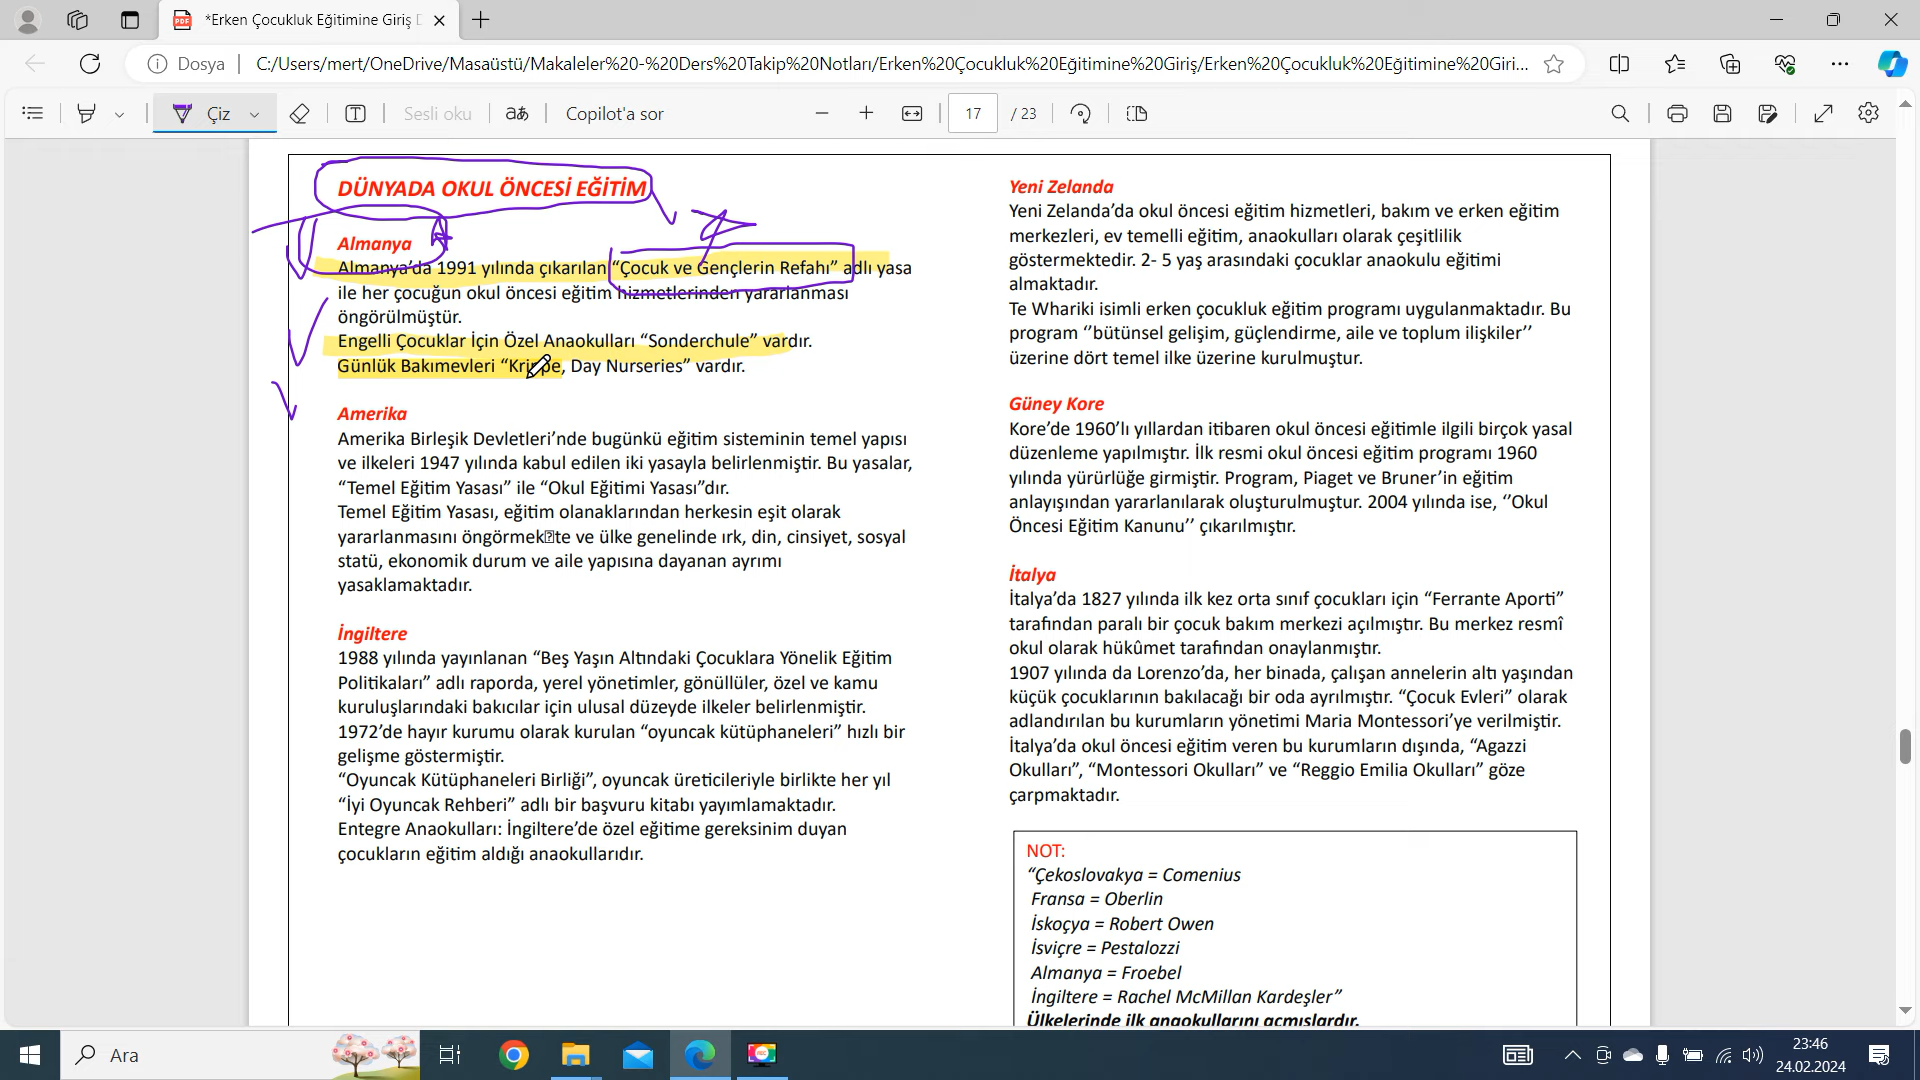 *Erken Çocukluk Eğitimine Giriş D
Dosya
C:/Users/mert/OneDrive/Masaüstü/Makaleler%20-%20Ders%20Takip%20Notları/Erken%20Çocukluk%20Eğitimine%20Giriş/Erken%20Çocukluk%20Eğitimine%20Giri...
Çiz
Sesli oku
aあ
Copilot'a sor
17
/ 23
DÜNYADA OKUL ÖNCESİ EĞİTİM
Almanya
Almanya’da 1991 yılında çıkarılan “Çocuk ve Gençlerin Refahı” adlı yasa
ile her çocuğun okul öncesi eğitim hizmetlerinden yararlanması
öngörülmüştür.
Engelli Çocuklar İçin Özel Anaokulları “Sonderchule” vardır.
Günlük Bakımevleri “Krippe, Day Nurseries” vardır.
Amerika
Amerika Birleşik Devletleri’nde bugünkü eğitim sisteminin temel yapısı
ve ilkeleri 1947 yılında kabul edilen iki yasayla belirlenmiştir. Bu yasalar,
“Temel Eğitim Yasası” ile “Okul Eğitimi Yasası”dır.
Temel Eğitim Yasası, eğitim olanaklarından herkesin eşit olarak
yararlanmasını öngörmek⍰te ve ülke genelinde ırk, din, cinsiyet, sosyal
statü, ekonomik durum ve aile yapısına dayanan ayrımı
yasaklamaktadır.
İngiltere
1988 yılında yayınlanan “Beş Yaşın Altındaki Çocuklara Yönelik Eğitim
Politikaları” adlı raporda, yerel yönetimler, gönüllüler, özel ve kamu
kuruluşlarındaki bakıcılar için ulusal düzeyde ilkeler belirlenmiştir.
1972’de hayır kurumu olarak kurulan “oyuncak kütüphaneleri” hızlı bir
gelişme göstermiştir.
“Oyuncak Kütüphaneleri Birliği”, oyuncak üreticileriyle birlikte her yıl
“İyi Oyuncak Rehberi” adlı bir başvuru kitabı yayımlamaktadır.
Entegre Anaokulları: İngiltere’de özel eğitime gereksinim duyan
çocukların eğitim aldığı anaokullarıdır.
Yeni Zelanda
Yeni Zelanda’da okul öncesi eğitim hizmetleri, bakım ve erken eğitim
merkezleri, ev temelli eğitim, anaokulları olarak çeşitlilik
göstermektedir. 2- 5 yaş arasındaki çocuklar anaokulu eğitimi
almaktadır.
Te Whariki isimli erken çocukluk eğitim programı uygulanmaktadır. Bu
program ‘’bütünsel gelişim, güçlendirme, aile ve toplum ilişkiler’’
üzerine dört temel ilke üzerine kurulmuştur.
Güney Kore
Kore’de 1960’lı yıllardan itibaren okul öncesi eğitimle ilgili birçok yasal
düzenleme yapılmıştır. İlk resmi okul öncesi eğitim programı 1960
yılında yürürlüğe girmiştir. Program, Piaget ve Bruner’in eğitim
anlayışından yararlanılarak oluşturulmuştur. 2004 yılında ise, ‘’Okul
Öncesi Eğitim Kanunu’’ çıkarılmıştır.
İtalya
İtalya’da 1827 yılında ilk kez orta sınıf çocukları için “Ferrante Aporti”
tarafından paralı bir çocuk bakım merkezi açılmıştır. Bu merkez resmî
okul olarak hükûmet tarafından onaylanmıştır.
1907 yılında da Lorenzo’da, her binada, çalışan annelerin altı yaşından
küçük çocuklarının bakılacağı bir oda ayrılmıştır. “Çocuk Evleri” olarak
adlandırılan bu kurumların yönetimi Maria Montessori’ye verilmiştir.
İtalya’da okul öncesi eğitim veren bu kurumların dışında, “Agazzi
Okulları”, “Montessori Okulları” ve “Reggio Emilia Okulları” göze
çarpmaktadır.
NOT:
“Çekoslovakya = Comenius
Fransa = Oberlin
İskoçya = Robert Owen
İsviçre = Pestalozzi
Almanya = Froebel
İngiltere = Rachel McMillan Kardeşler”
Ülkelerinde ilk anaokullarını açmışlardır.
Ara
23:46
24.02.2024